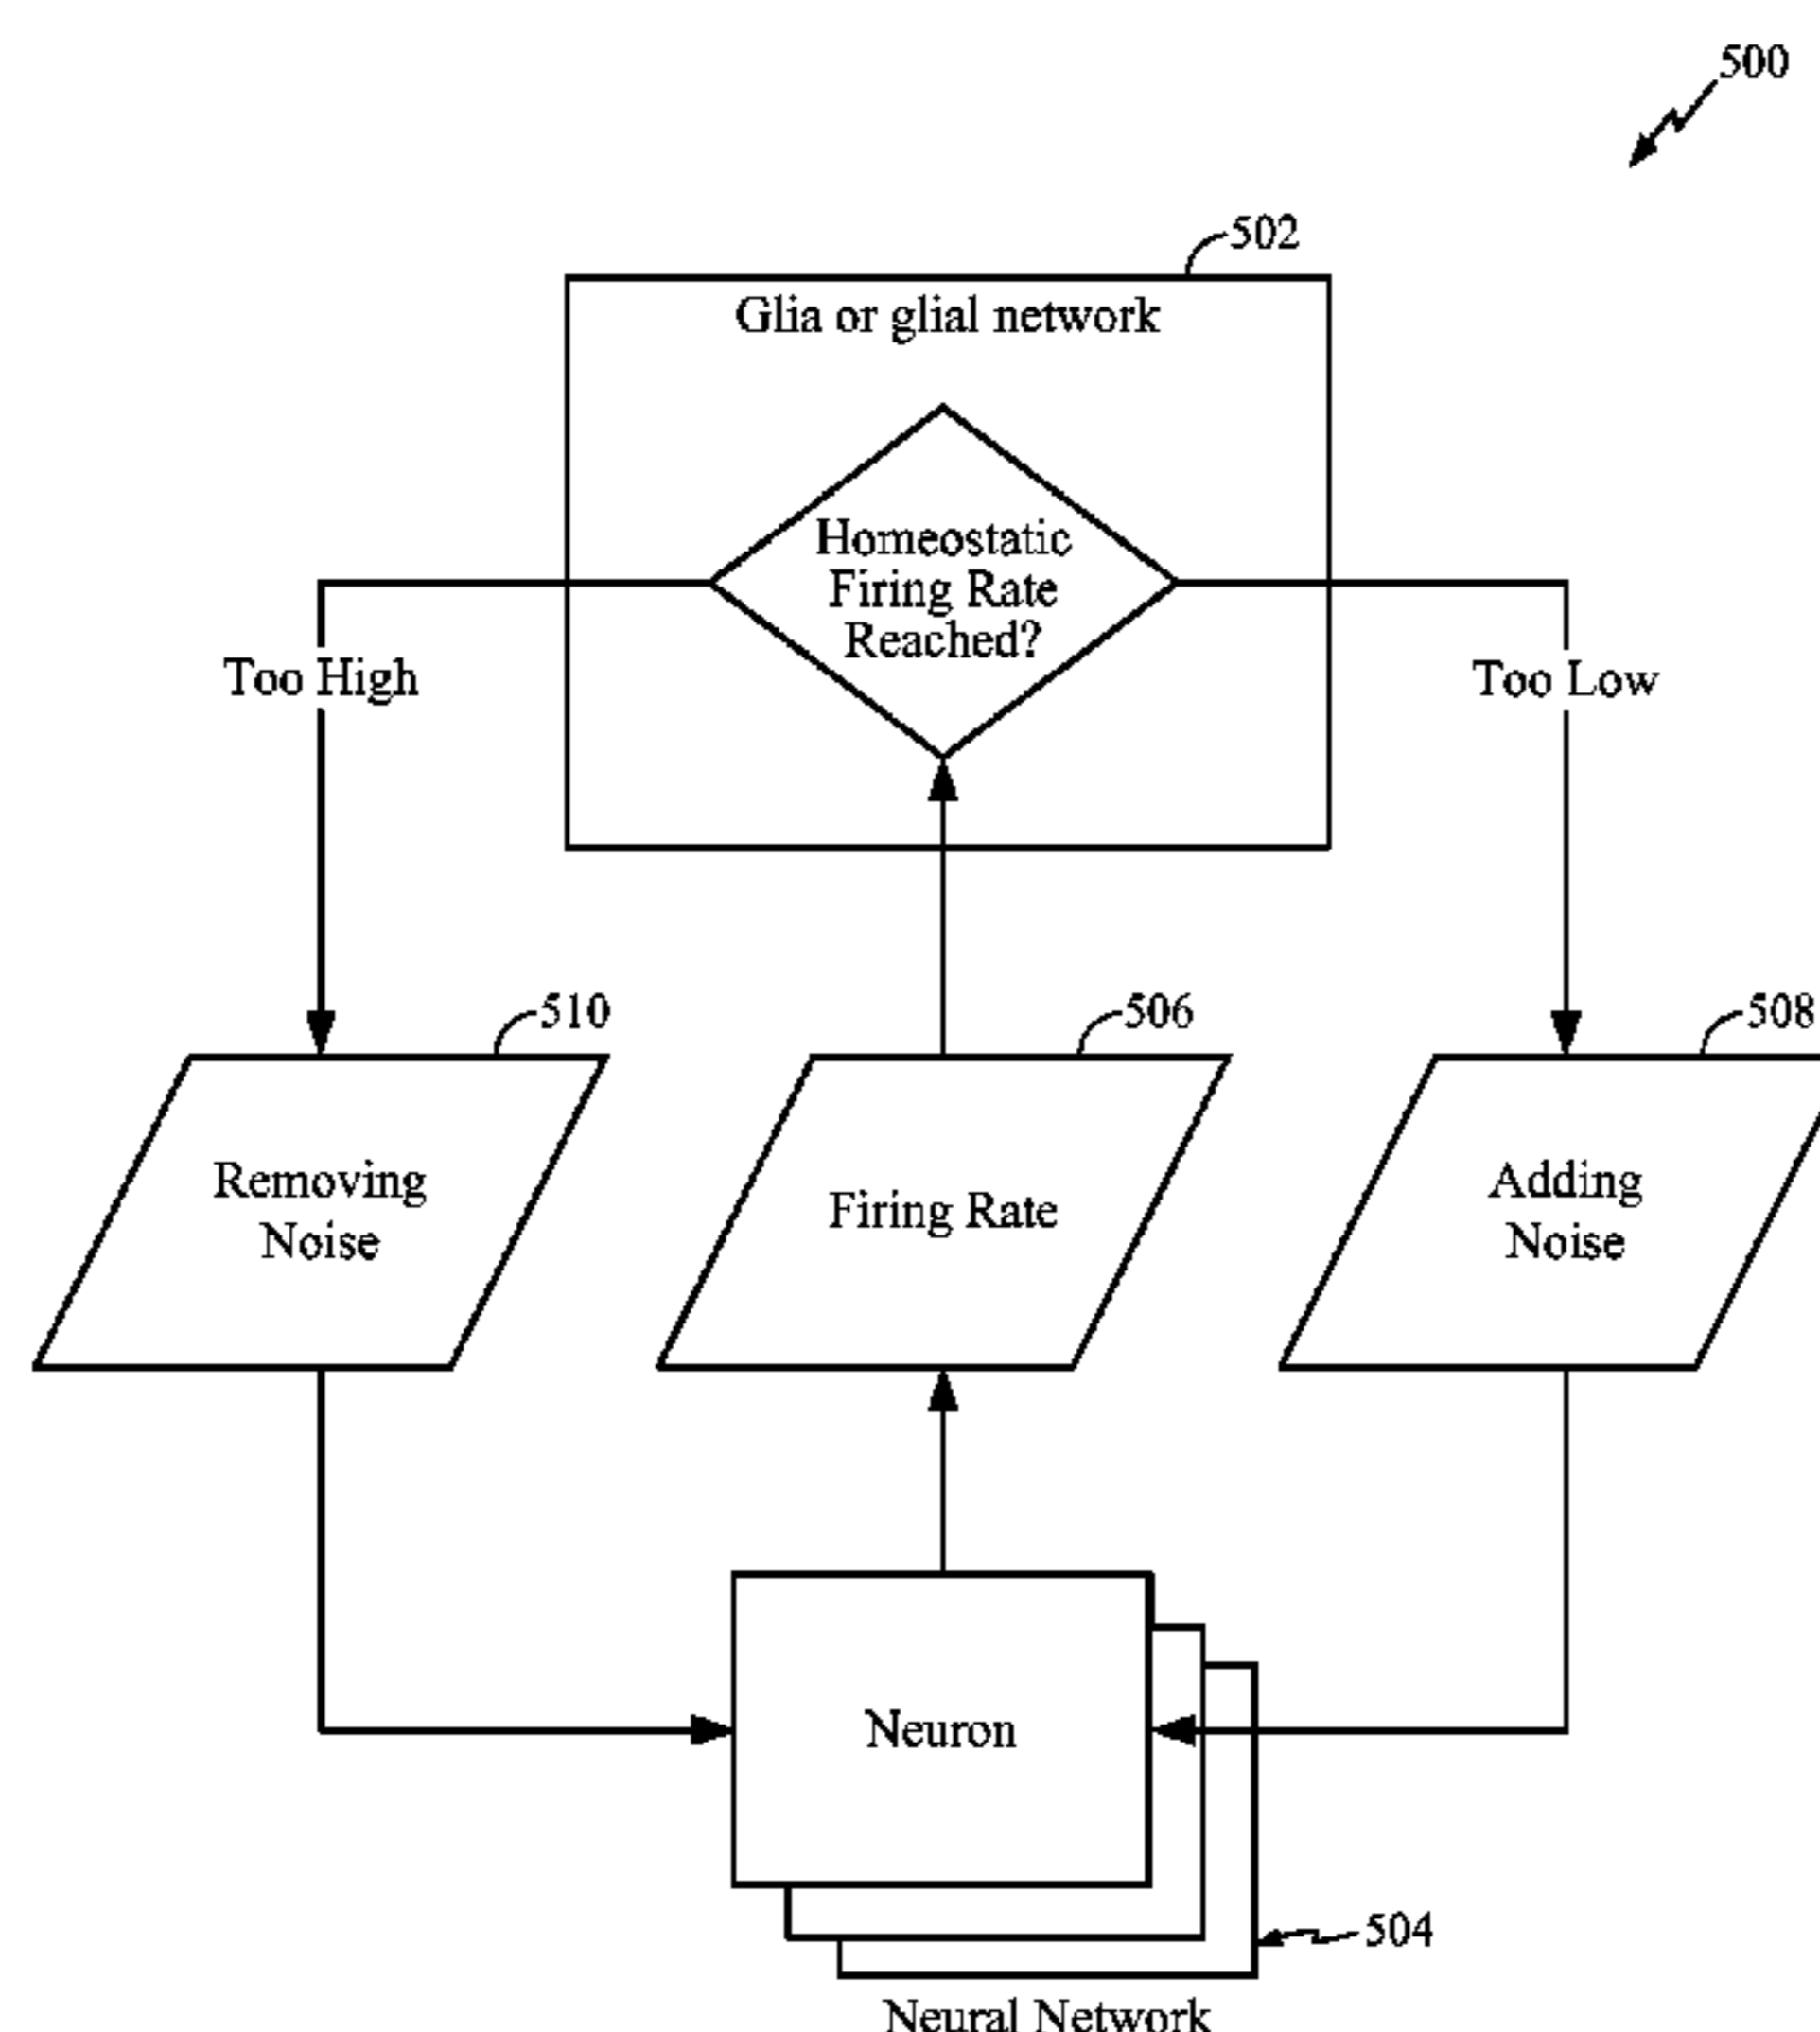 500
502
Glia or glial network
Homeostatic
Firing Rate
Reached?
Too High
Too Low
510
506
508
Removing
Noise
Firing Rate
Adding
Noise
Neuron
504
Neural Network